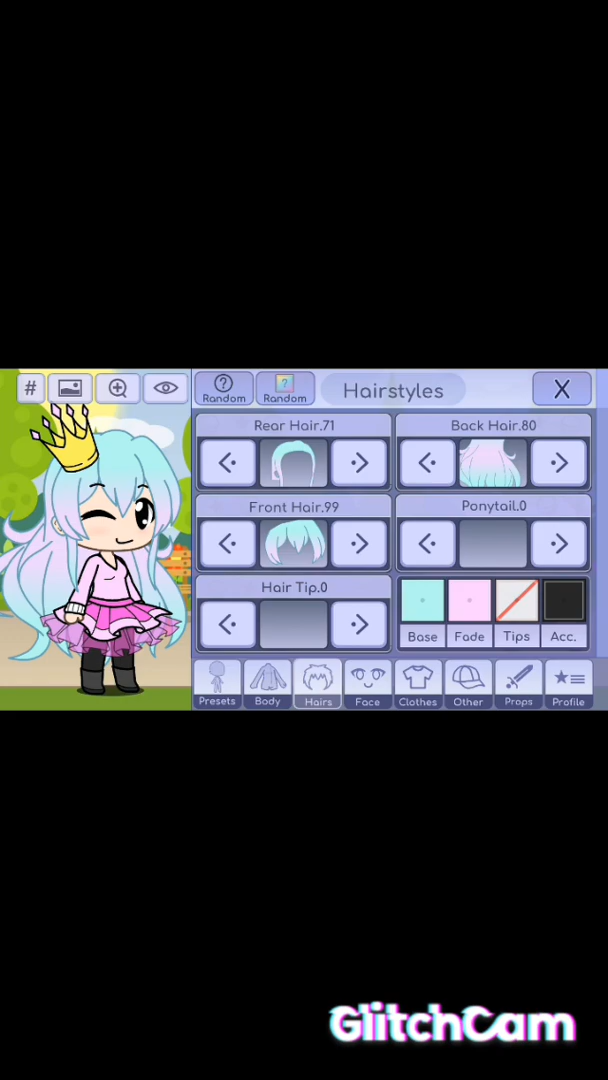 #
? Random
? Random
Hairstyles
X
Rear Hair.71
Back Hair.80
Front Hair.99
Ponytail.0
Hair Tip.0
Base
Fade
Tips
Acc.
Presets
Body
Hairs
Face
Clothes
Other
Props
Profile
GlitchCam